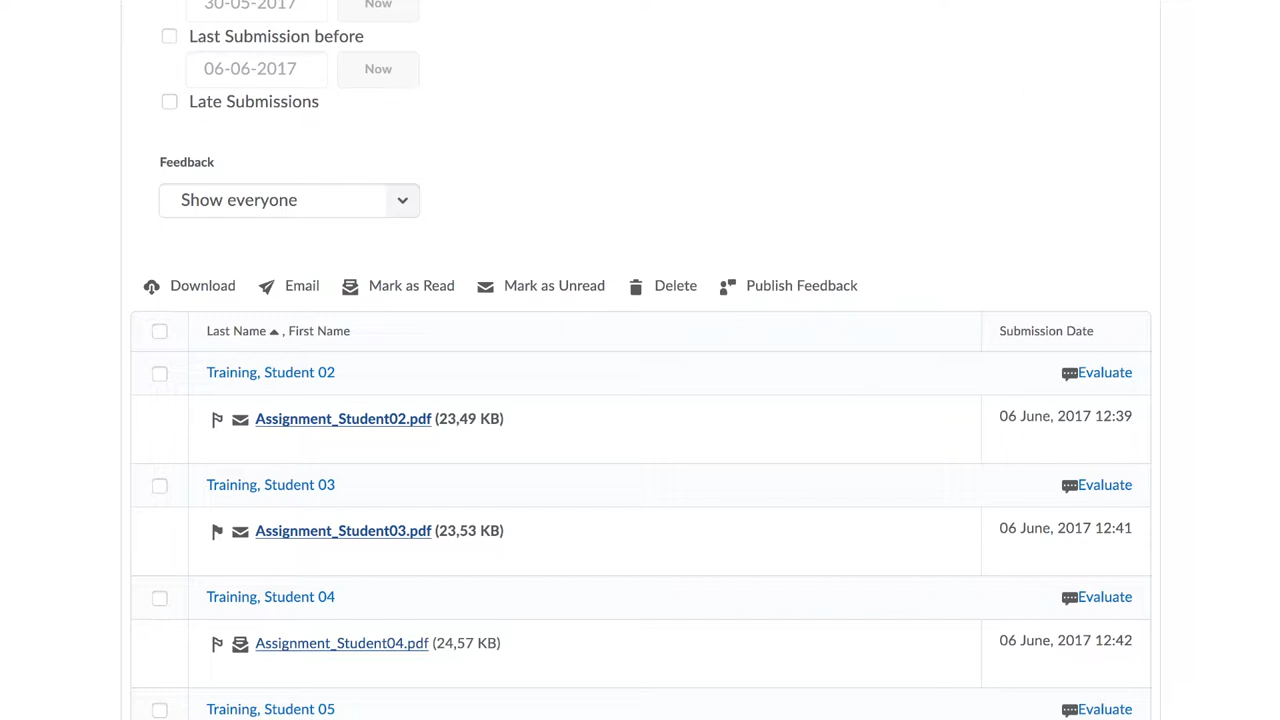 30-05-2017 Now
Last Submission before
06-06-2017 Now
Late Submissions
Feedback
Show everyone
Download Email Mark as Read Mark as Unread Delete Publish Feedback
Last Name , First Name Submission Date
Training, Student 02 Evaluate
Assignment_Student02.pdf (23,49 KB) 06 June, 2017 12:39
Training, Student 03 Evaluate
Assignment_Student03.pdf (23,53 KB) 06 June, 2017 12:41
Training, Student 04 Evaluate
Assignment_Student04.pdf (24,57 KB) 06 June, 2017 12:42
Training, Student 05 Evaluate